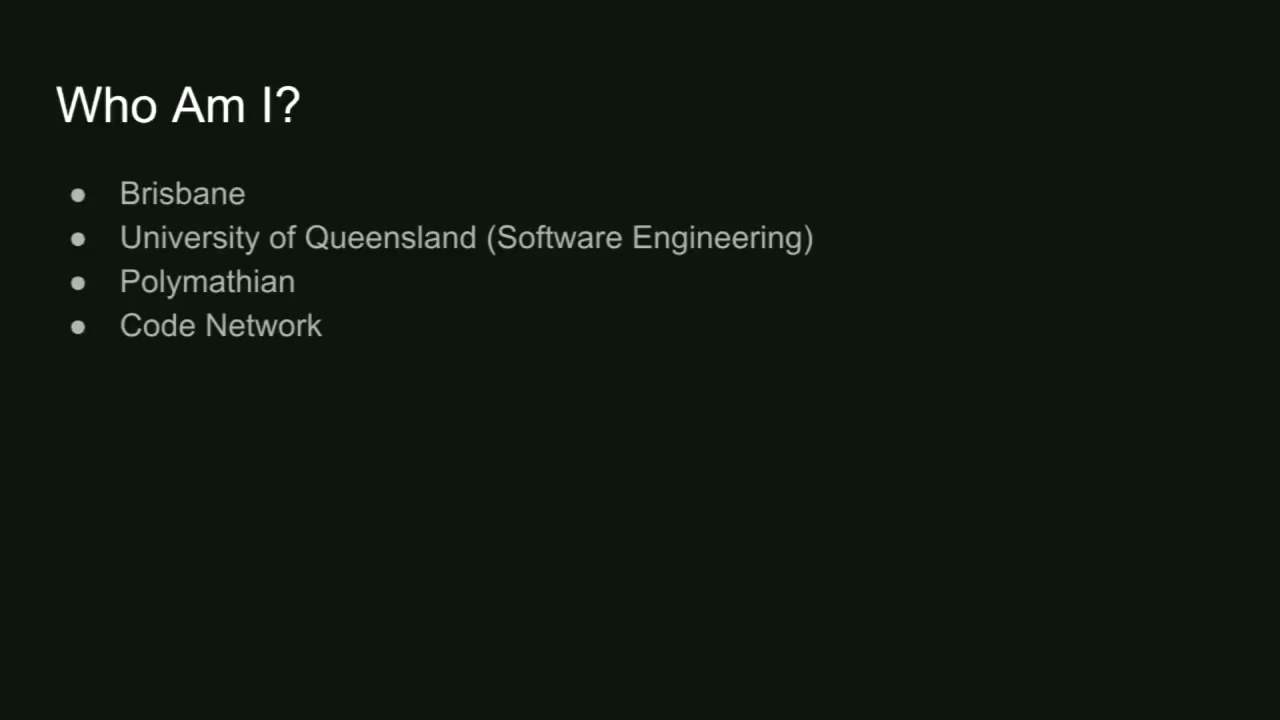 Who Am I?
● Brisbane
● University of Queensland (Software Engineering)
● Polymathian
● Code Network